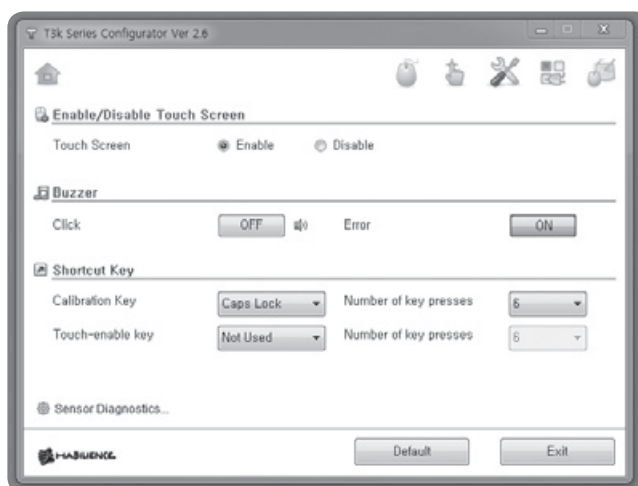 T3k Series Configurator Ver 2.6
Enable/Disable Touch Screen
Touch Screen Enable Disable
Buzzer
Click OFF Error ON
Shortcut Key
Calibration Key Caps Lock Number of key presses 6
Touch-enable key Not Used Number of key presses 6
Sensor Diagnostics...
HABILIENCE Default Exit